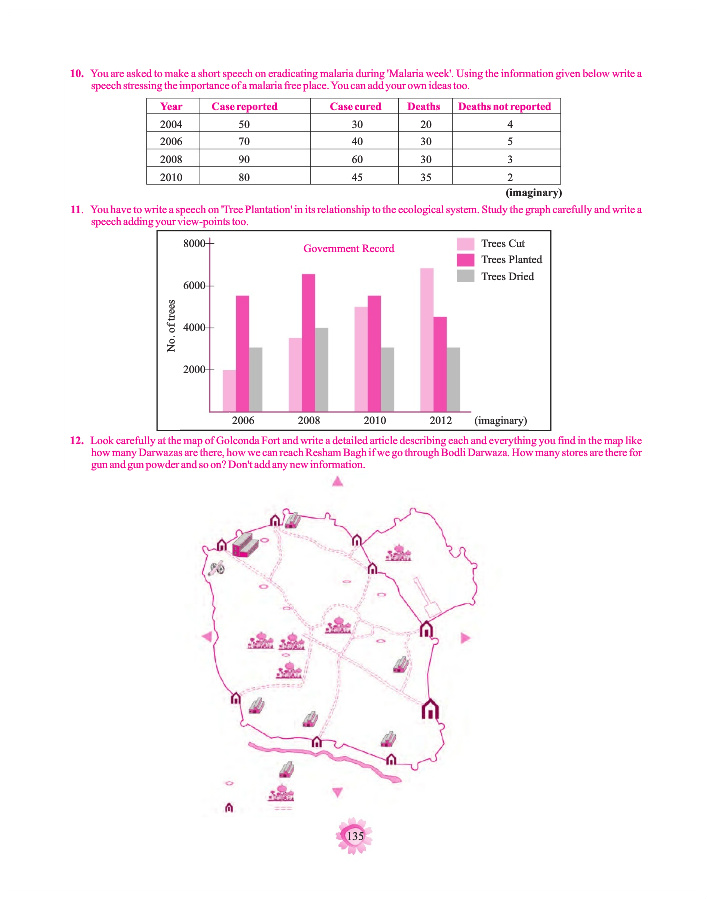 10. You are asked to make a short speech on eradicating malaria during 'Malaria week'. Using the information given below write a
speech stressing the importance of a malaria free place. You can add your own ideas too.
Year Case reported Case cured Deaths Deaths not reported
2004 50 30 20 4
2006 70 40 30 5
2008 90 60 30 3
2010 80 45 35 2
(imaginary)
11. You have to write a speech on 'Tree Plantation' in its relationship to the ecological system. Study the graph carefully and write a
speech adding your view-points too.
Government Record
Trees Cut
Trees Planted
Trees Dried
No. of trees
8000
6000
4000
2000
2006 2008 2010 2012 (imaginary)
12. Look carefully at the map of Golconda Fort and write a detailed article describing each and everything you find in the map like
how many Darwazas are there, how we can reach Resham Bagh if we go through Bodli Darwaza. How many stores are there for
gun and gun powder and so on? Don't add any new information.
135